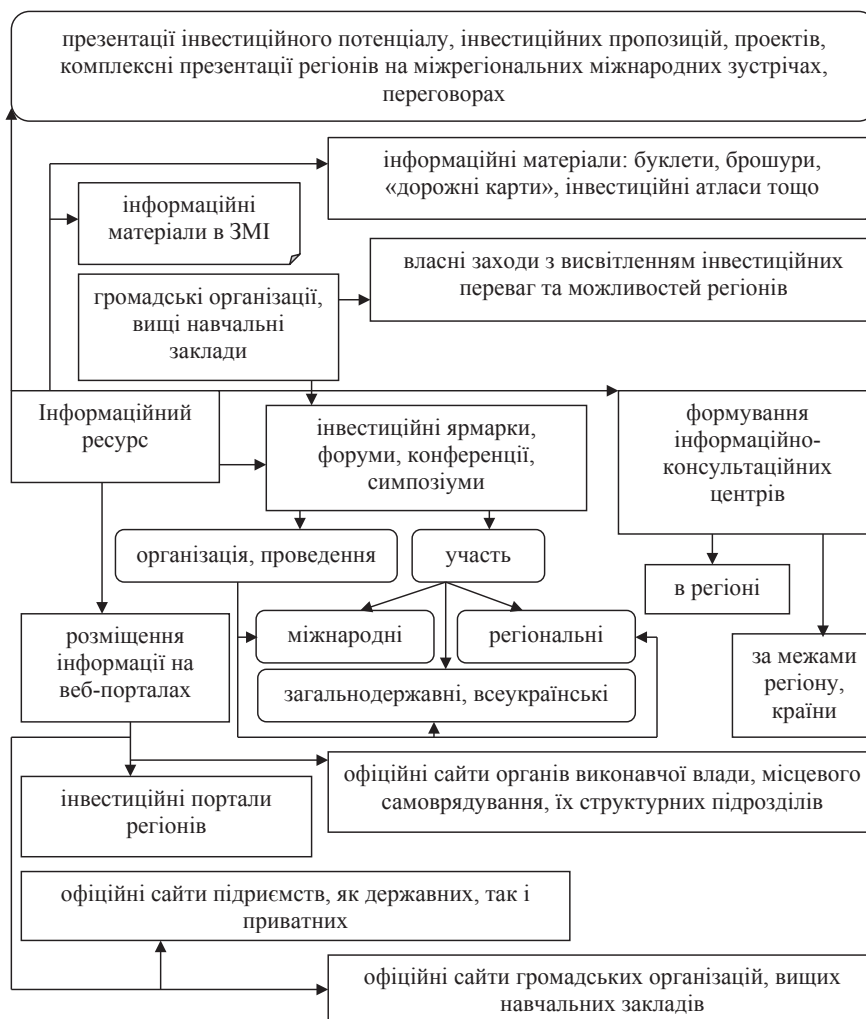 презентації інвестиційного потенціалу, інвестиційних пропозицій, проектів,
комплексні презентації регіонів на міжрегіональних міжнародних зустрічах,
переговорах
інформаційні матеріали: буклети, брошури,
«дорожні карти», інвестиційні атласи тощо
інформаційні
матеріали в ЗМІ
власні заходи з висвітленням інвестиційних
переваг та можливостей регіонів
громадські організації,
вищі навчальні
заклади
Інформаційний
ресурс
інвестиційні ярмарки,
форуми, конференції,
симпозіуми
формування
інформаційно-
консультаційних
центрів
організація, проведення
участь
в регіоні
міжнародні
регіональні
розміщення
інформації на
веб-порталах
за межами
регіону,
країни
загальнодержавні, всеукраїнські
офіційні сайти органів виконавчої влади, місцевого
самоврядування, їх структурних підрозділів
інвестиційні портали
регіонів
офіційні сайти підриємств, як державних, так і
приватних
офіційні сайти громадських організацій, вищих
навчальних закладів